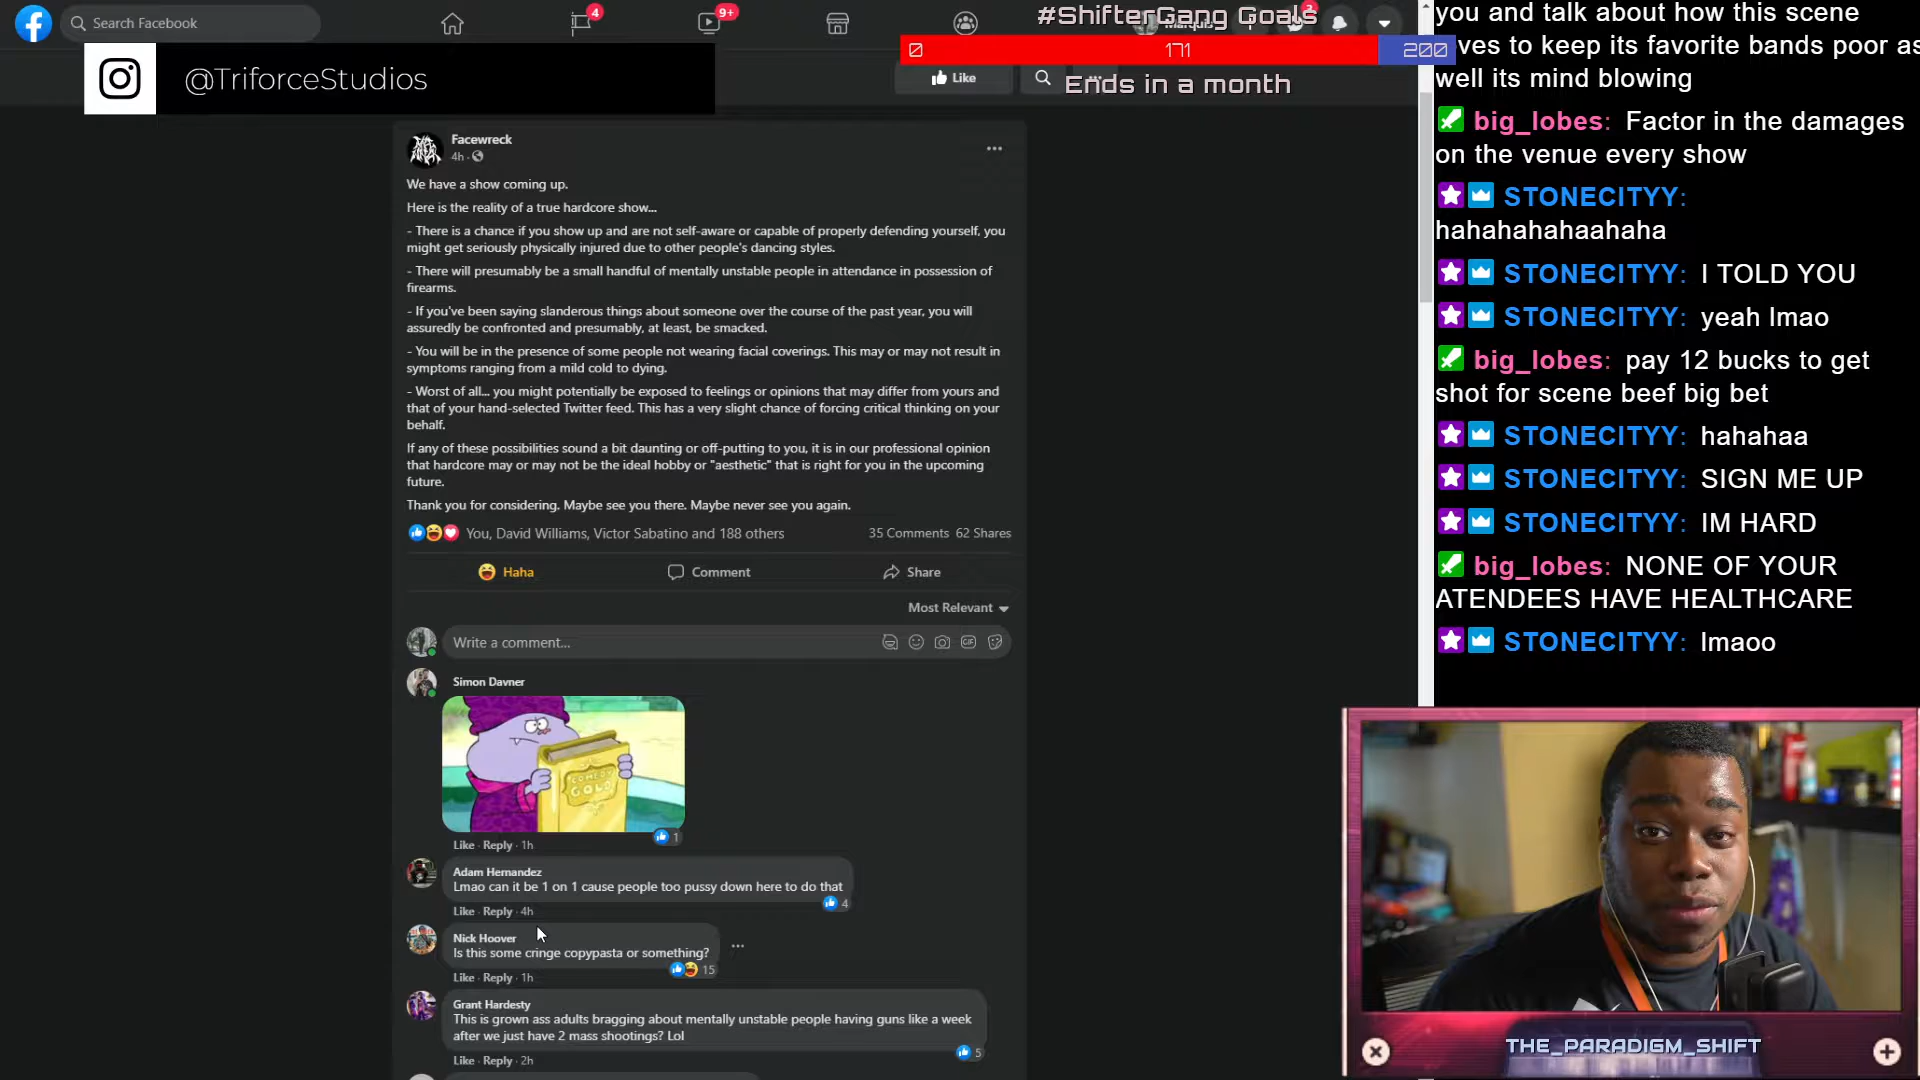 Search Facebook
4
9+
#ShifterGang Goals
0
171
200
Ends in a month
Like
@TriforceStudios
Facewreck
4h
We have a show coming up.
Here is the reality of a true hardcore show...
- There is a chance if you show up and are not self-aware or capable of properly defending yourself, you
might get seriously physically injured due to other people's dancing styles.
- There will presumably be a small handful of mentally unstable people in attendance in possession of
firearms.
- If you've been saying slanderous things about someone over the course of the past year, you will
assuredly be confronted and presumably, at least, be smacked.
- You will be in the presence of some people not wearing facial coverings. This may or may not result in
symptoms ranging from a mild cold to dying.
- Worst of all... you might potentially be exposed to feelings or opinions that may differ from yours and
that of your hand-selected Twitter feed. This has a very slight chance of forcing critical thinking on your
behalf.
If any of these possibilities sound a bit daunting or off-putting to you, it is in our professional opinion
that hardcore may or may not be the ideal hobby or "aesthetic" that is right for you in the upcoming
future.
Thank you for considering. Maybe see you there. Maybe never see you again.
You, David Williams, Victor Sabatino and 188 others
35 Comments 62 Shares
Haha
Comment
Share
Most Relevant
Write a comment...
GIF
Simon Davner
COMEDY
GOLD
1
Like · Reply · 1h
Adam Hernandez
Lmao can it be 1 on 1 cause people too pussy down here to do that
4
Like · Reply · 4h
Nick Hoover
Is this some cringe copypasta or something?
15
Like · Reply · 1h
Grant Hardesty
This is grown ass adults bragging about mentally unstable people having guns like a week
after we just have 2 mass shootings? Lol
5
Like · Reply · 2h
you and talk about how this scene
oves to keep its favorite bands poor as
well its mind blowing
big_lobes: Factor in the damages
on the venue every show
STONECITYY:
hahahahahaahaha
STONECITYY: I TOLD YOU
STONECITYY: yeah lmao
big_lobes: pay 12 bucks to get
shot for scene beef big bet
STONECITYY: hahahaa
STONECITYY: SIGN ME UP
STONECITYY: IM HARD
big_lobes: NONE OF YOUR
ATENDEES HAVE HEALTHCARE
STONECITYY: lmaoo
THE_PARADIGM_SHIFT